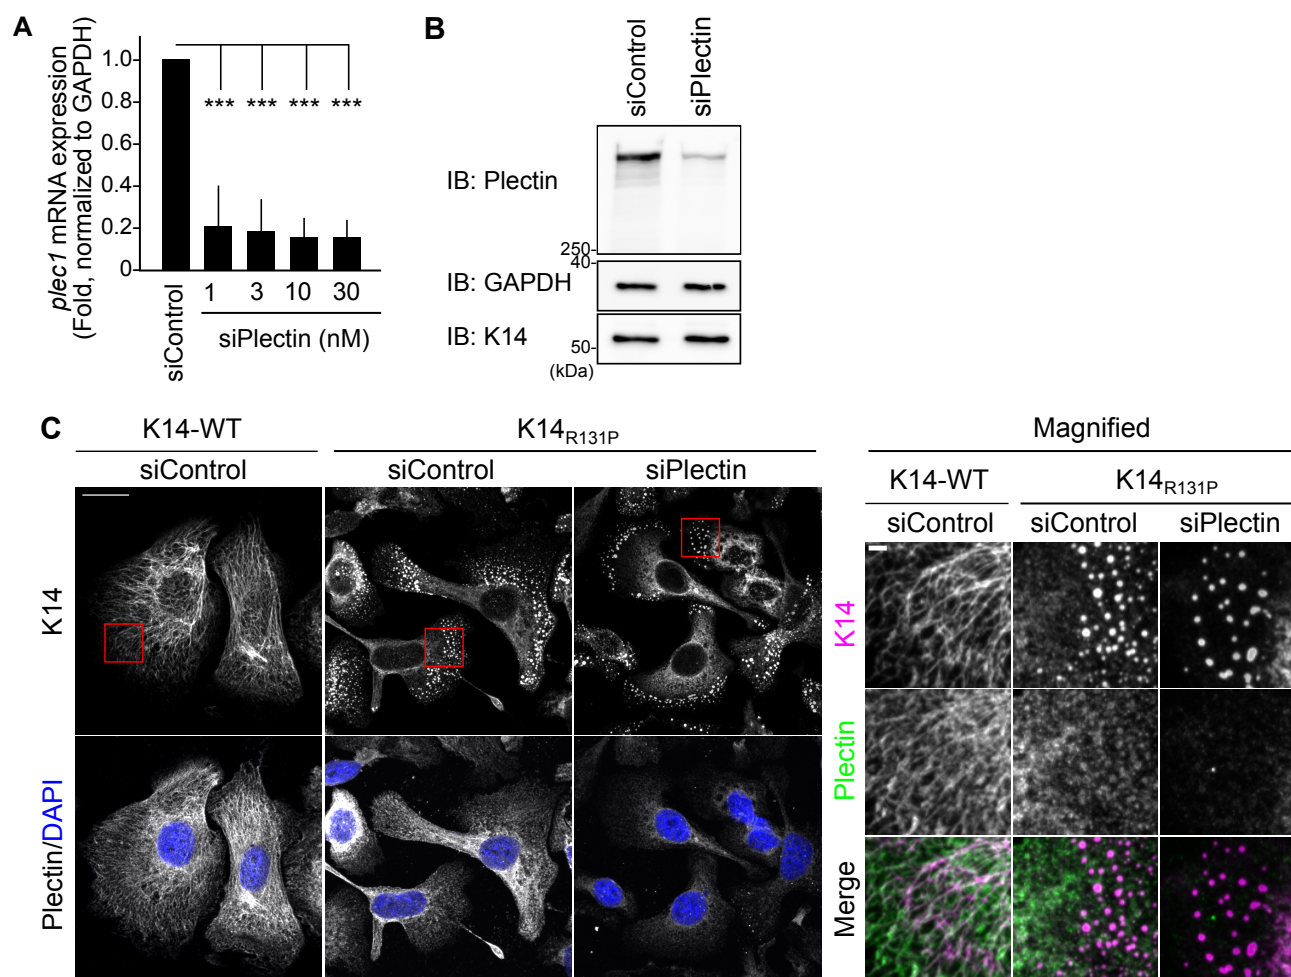 A
plec1 mRNA expression
(Fold, normalized to GAPDH)
1.0
0.8
0.6
0.4
0.2
0
*** *** *** ***
siControl
1 3 10 30
siPlectin (nM)
B
siControl siPlectin
IB: Plectin
250-
40-
IB: GAPDH
IB: K14
50-
(kDa)
C
K14-WT K14R131P
siControl siControl siPlectin
K14
Plectin/DAPI
Magnified
K14-WT K14R131P
siControl siControl siPlectin
K14
Plectin
Merge